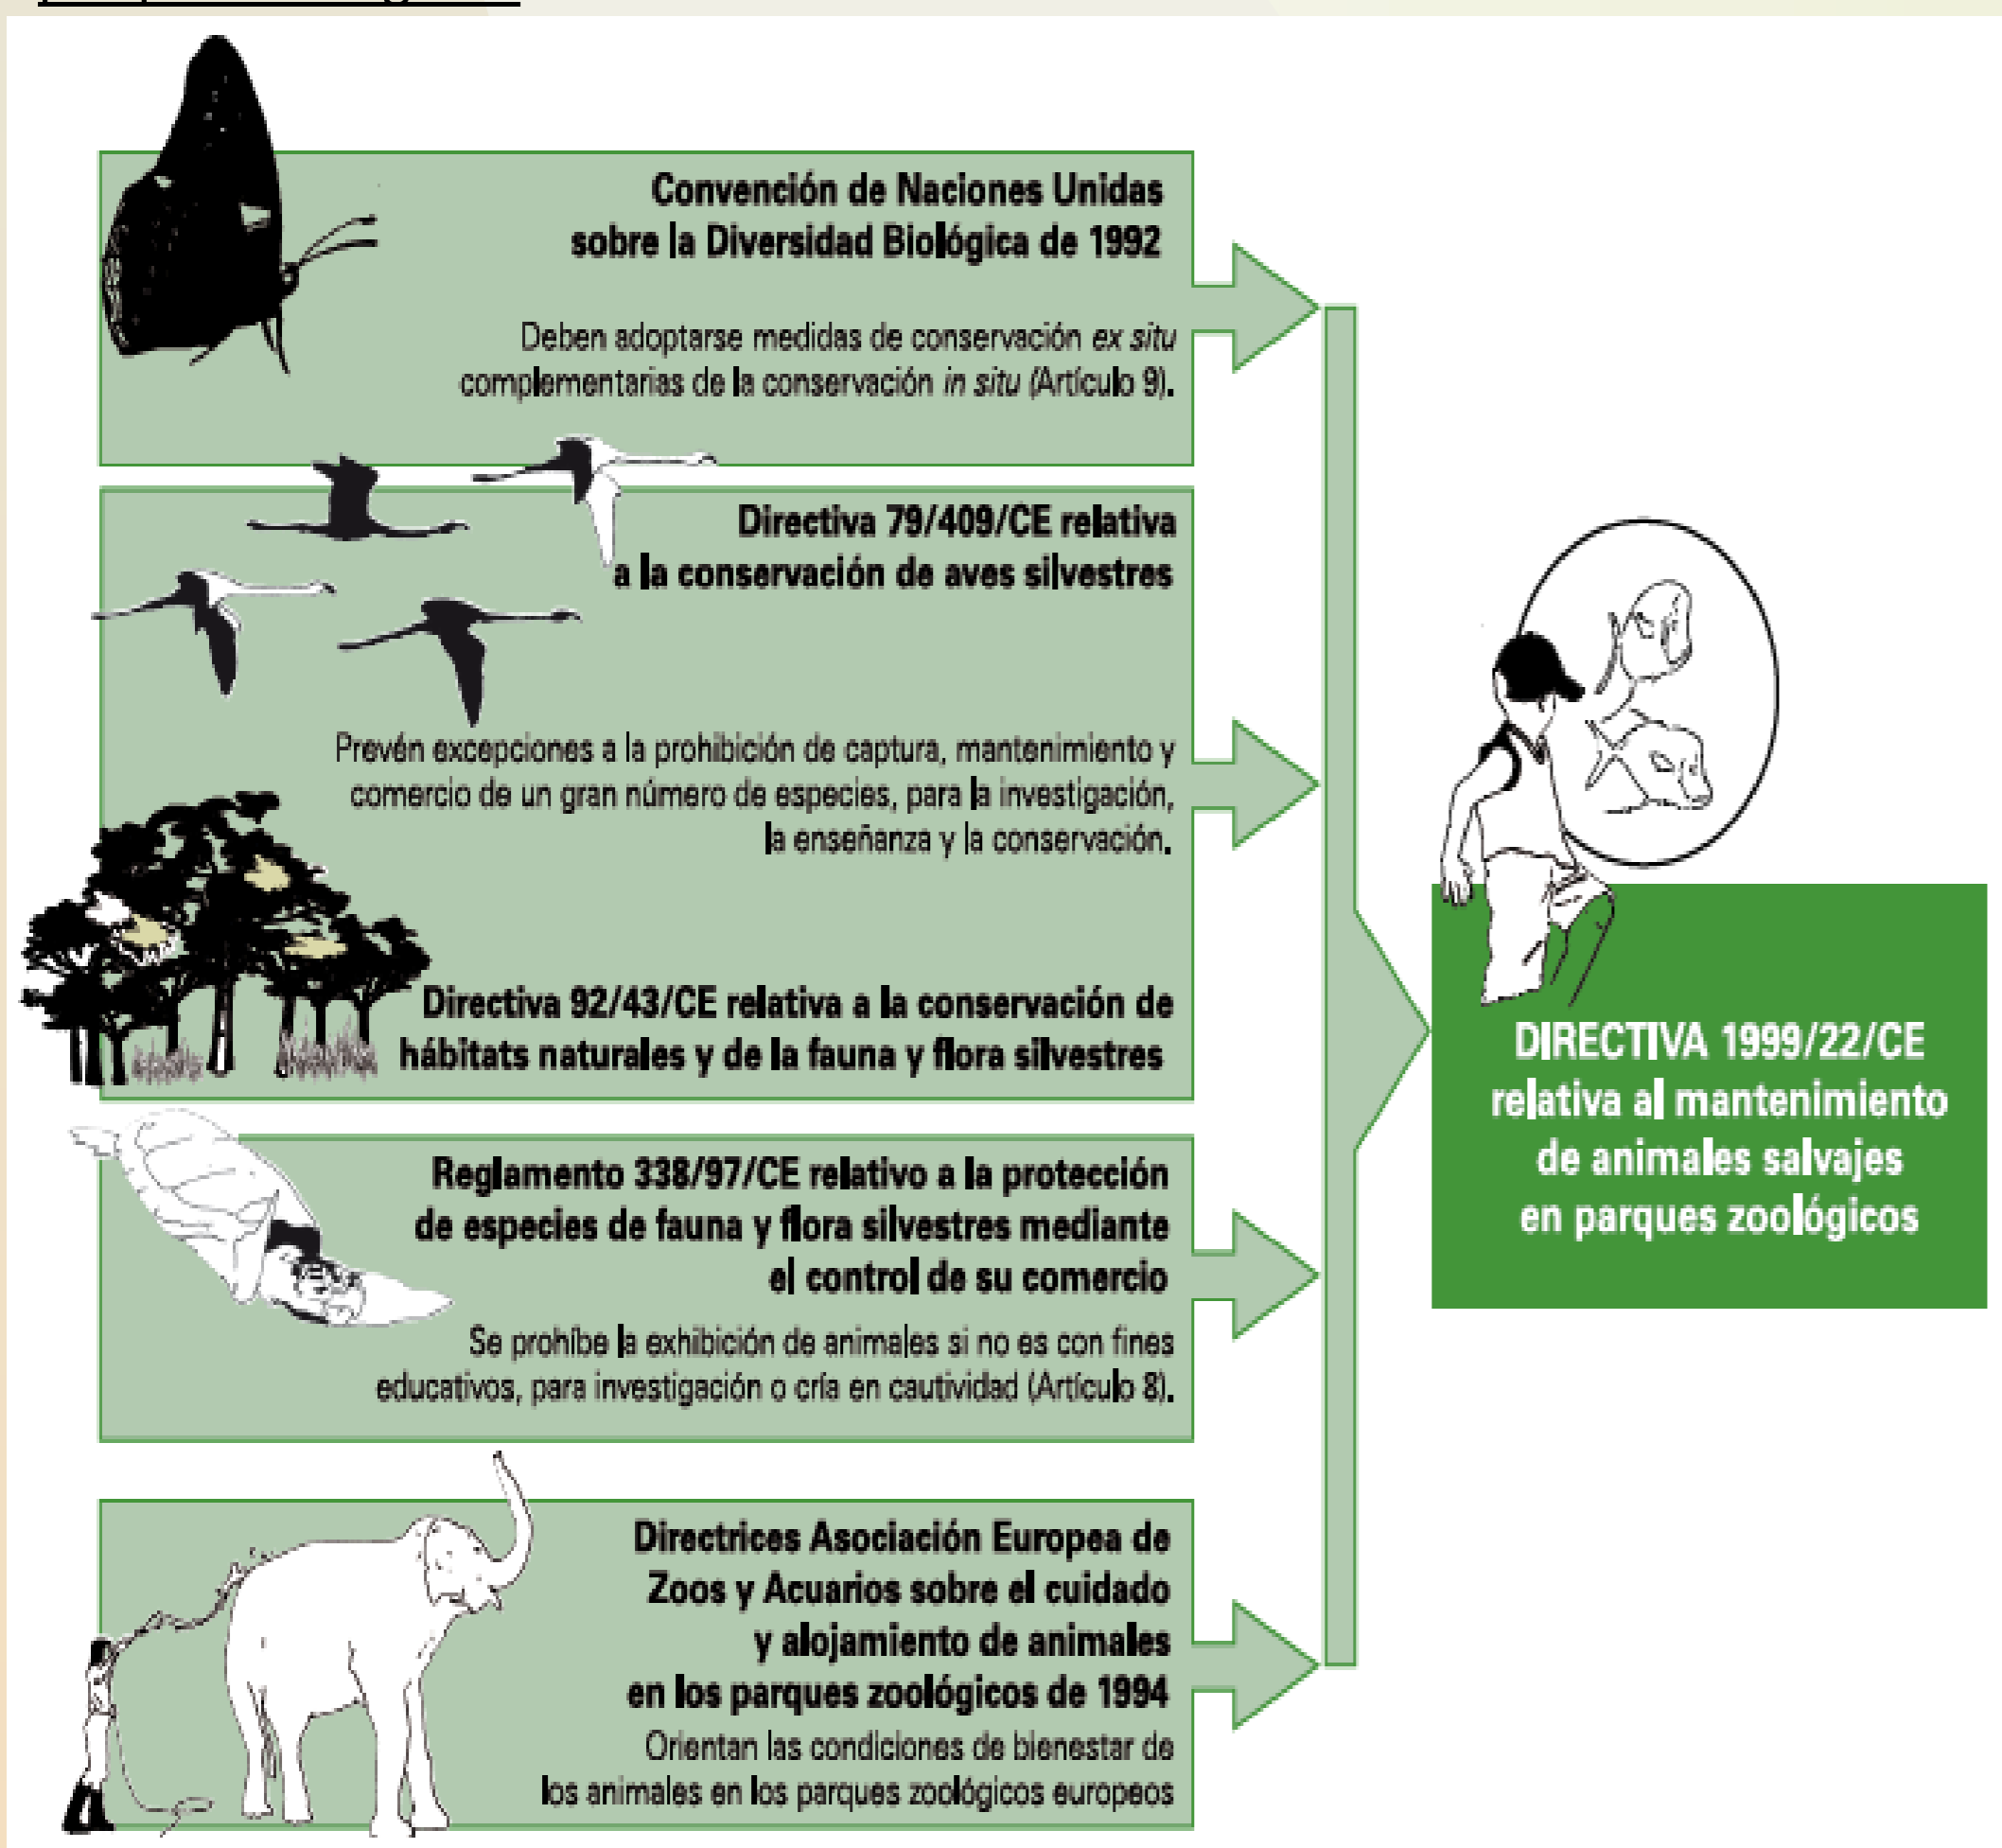 Convención de Naciones Unidas
sobre la Diversidad Biológica de 1992
Deben adoptarse medidas de conservación ex situ
complementarias de la conservación in situ (Artículo 9).
Directiva 79/409/CE relativa
a la conservación de aves silvestres
Prevén excepciones a la prohibición de captura, mantenimiento y
comercio de un gran número de especies, para la investigación,
la enseñanza y la conservación.
Directiva 92/43/CE relativa a la conservación de
hábitats naturales y de la fauna y flora silvestres
Reglamento 338/97/CE relativo a la protección
de especies de fauna y flora silvestres mediante
el control de su comercio
Se prohíbe la exhibición de animales si no es con fines
educativos, para investigación o cría en cautividad (Artículo 8).
Directrices Asociación Europea de
Zoos y Acuarios sobre el cuidado
y alojamiento de animales
en los parques zoológicos de 1994
Orientan las condiciones de bienestar de
los animales en los parques zoológicos europeos
DIRECTIVA 1999/22/CE
relativa al mantenimiento
de animales salvajes
en parques zoológicos